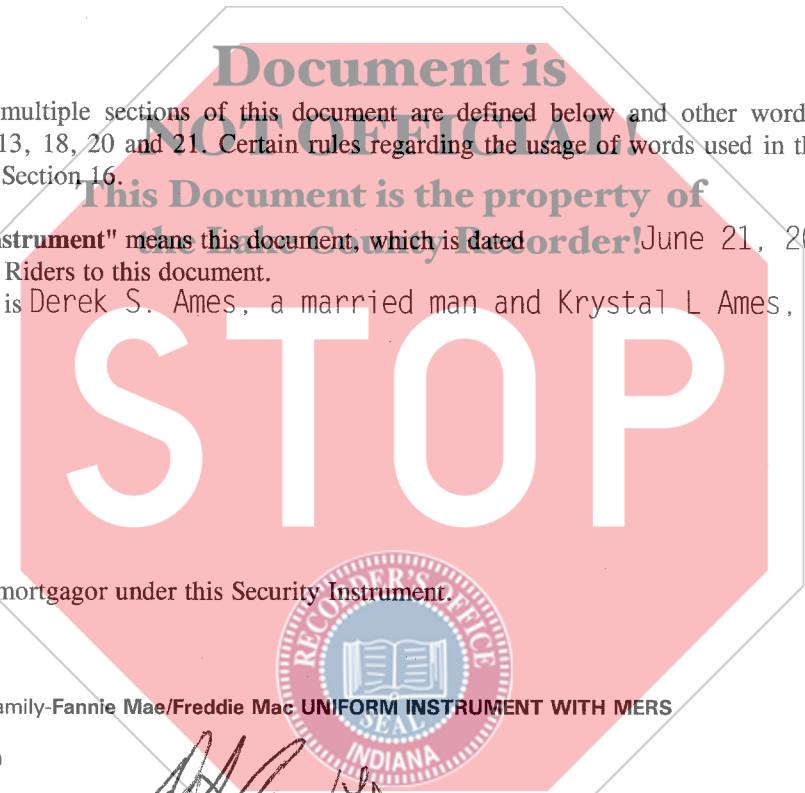 Document is
multiple sections of this document are defined below and other word
NOT OFFICIAL!
13, 18, 20 and 21. Certain rules regarding the usage of words used in th
Section 16.
This Document is the property of
the Lake County Recorder!
strument" means this document, which is dated June 21, 20
Riders to this document.
is Derek S. Ames, a married man and Krystal L Ames,
STOP
mortgagor under this Security Instrument.
RECORDER'S OFFICE
SEAL
INDIANA
amily-Fannie Mae/Freddie Mac UNIFORM INSTRUMENT WITH MERS